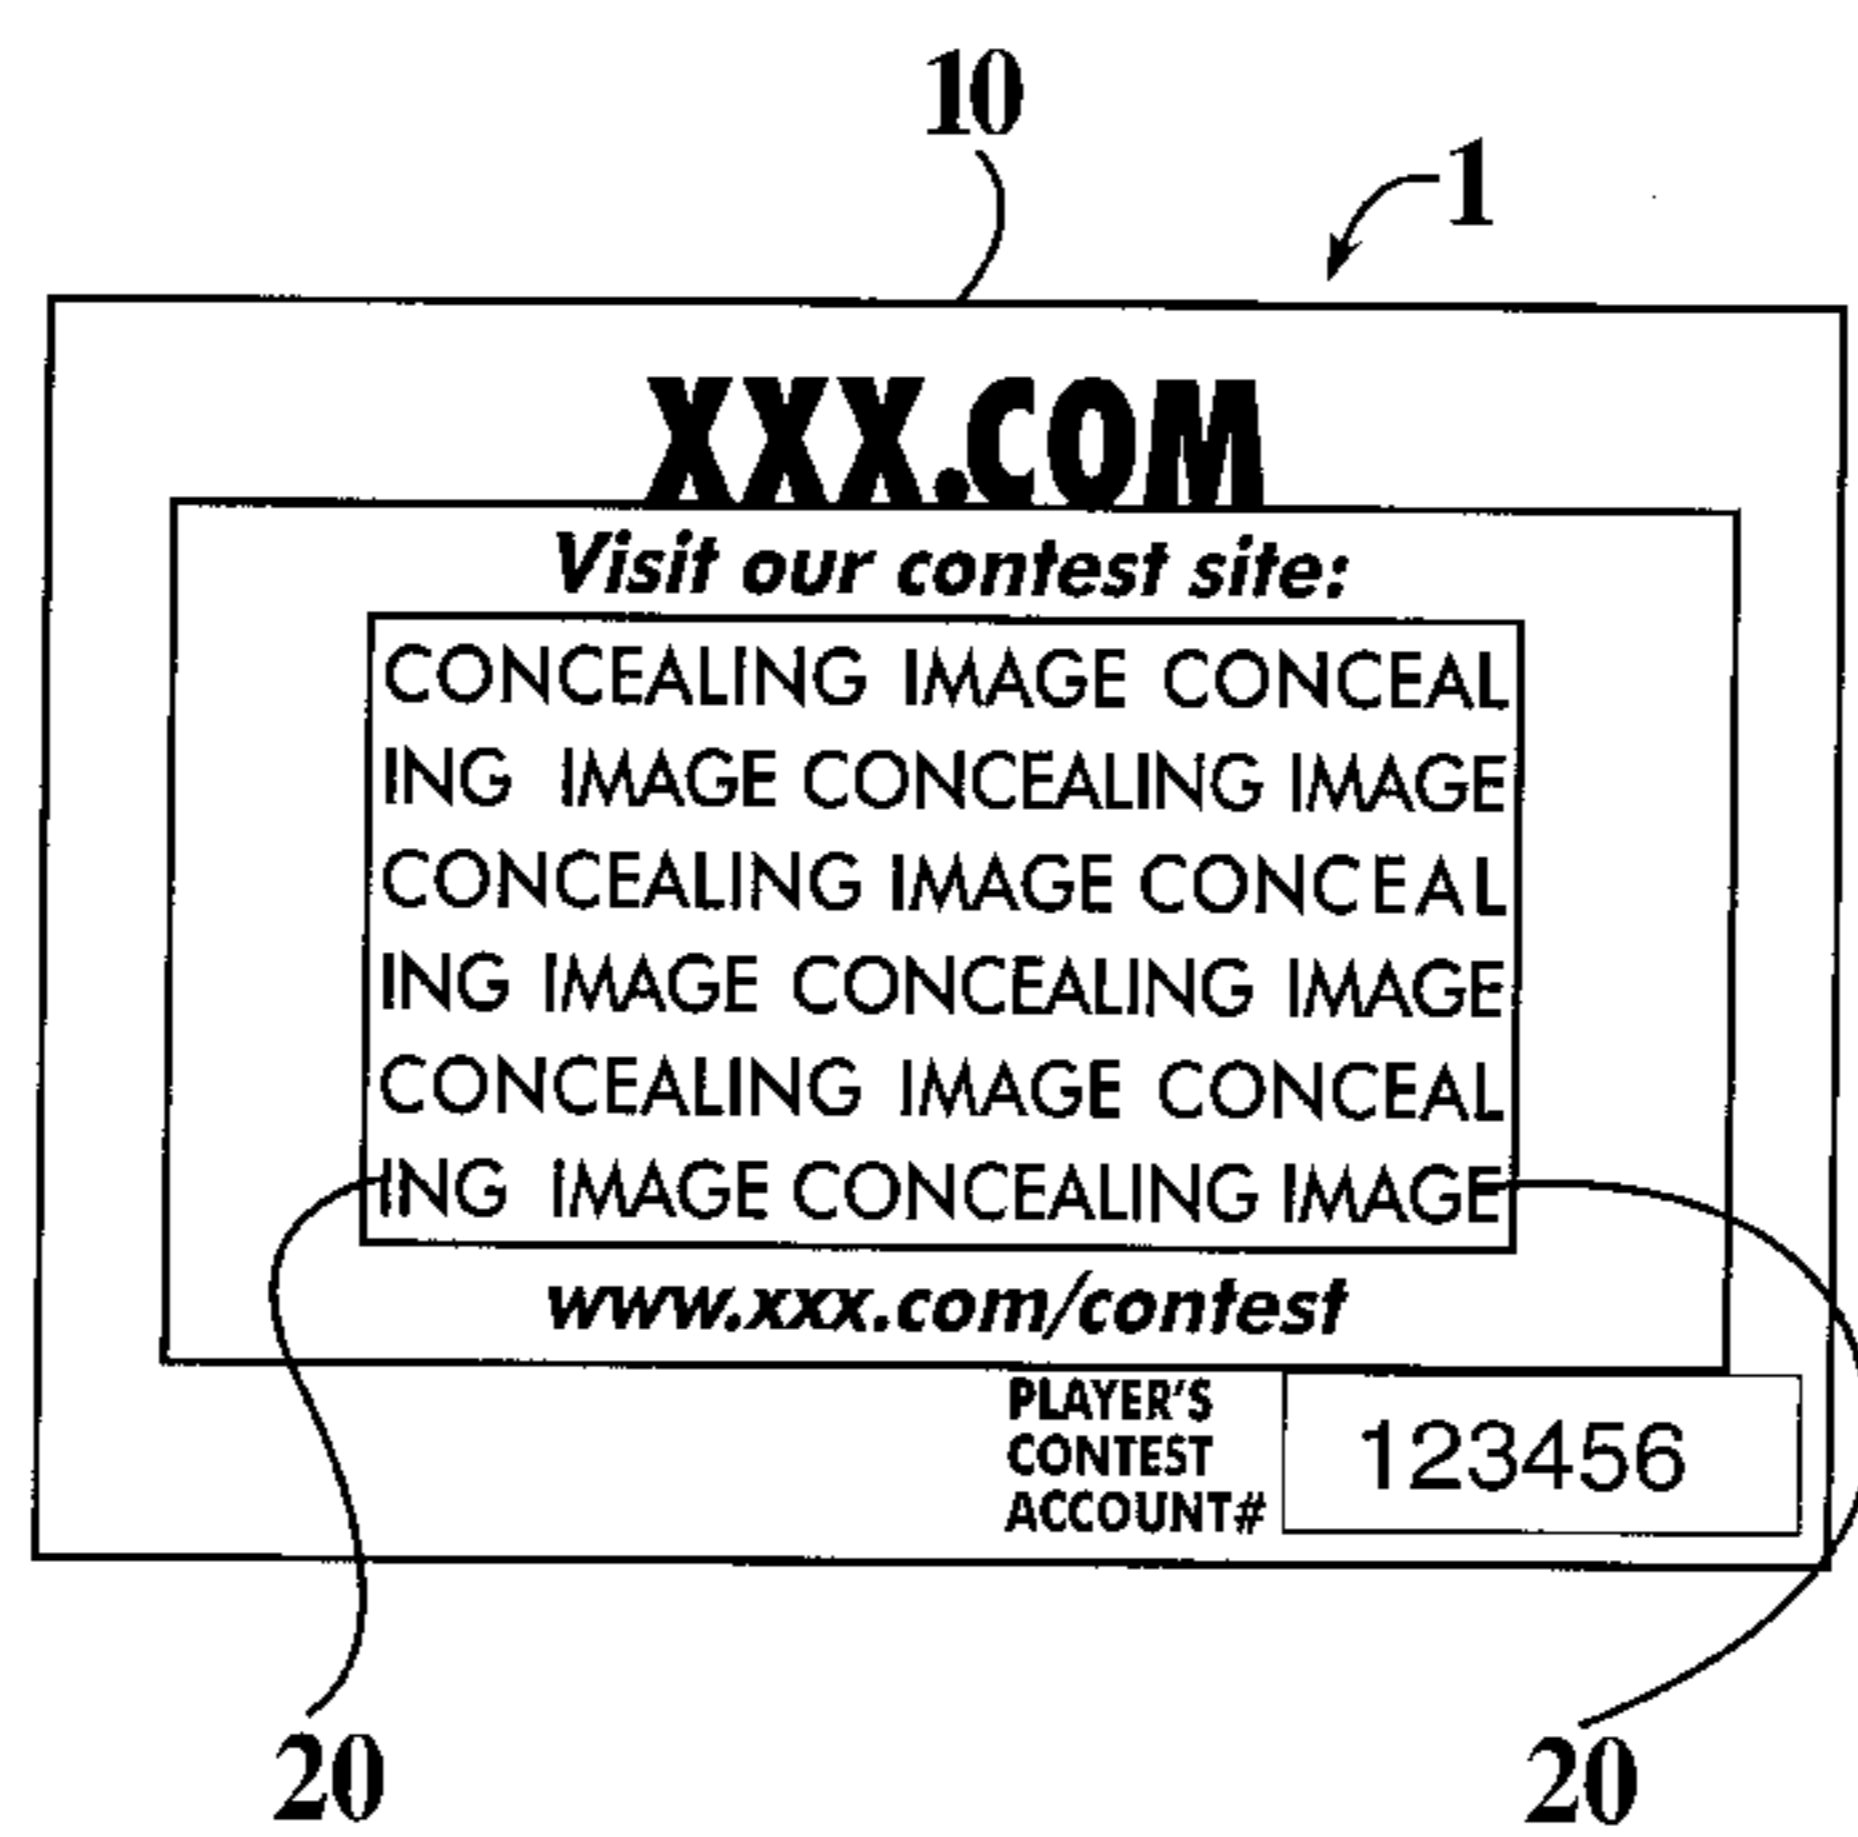 10
1
XXX.COM
Visit our contest site:
CONCEALING IMAGE CONCEAL
ING IMAGE CONCEALING IMAGE
CONCEALING IMAGE CONCEAL
ING IMAGE CONCEALING IMAGE
CONCEALING IMAGE CONCEAL
ING IMAGE CONCEALING IMAGE
www.xxx.com/contest
PLAYER'S
CONTEST
ACCOUNT#
123456
20
20